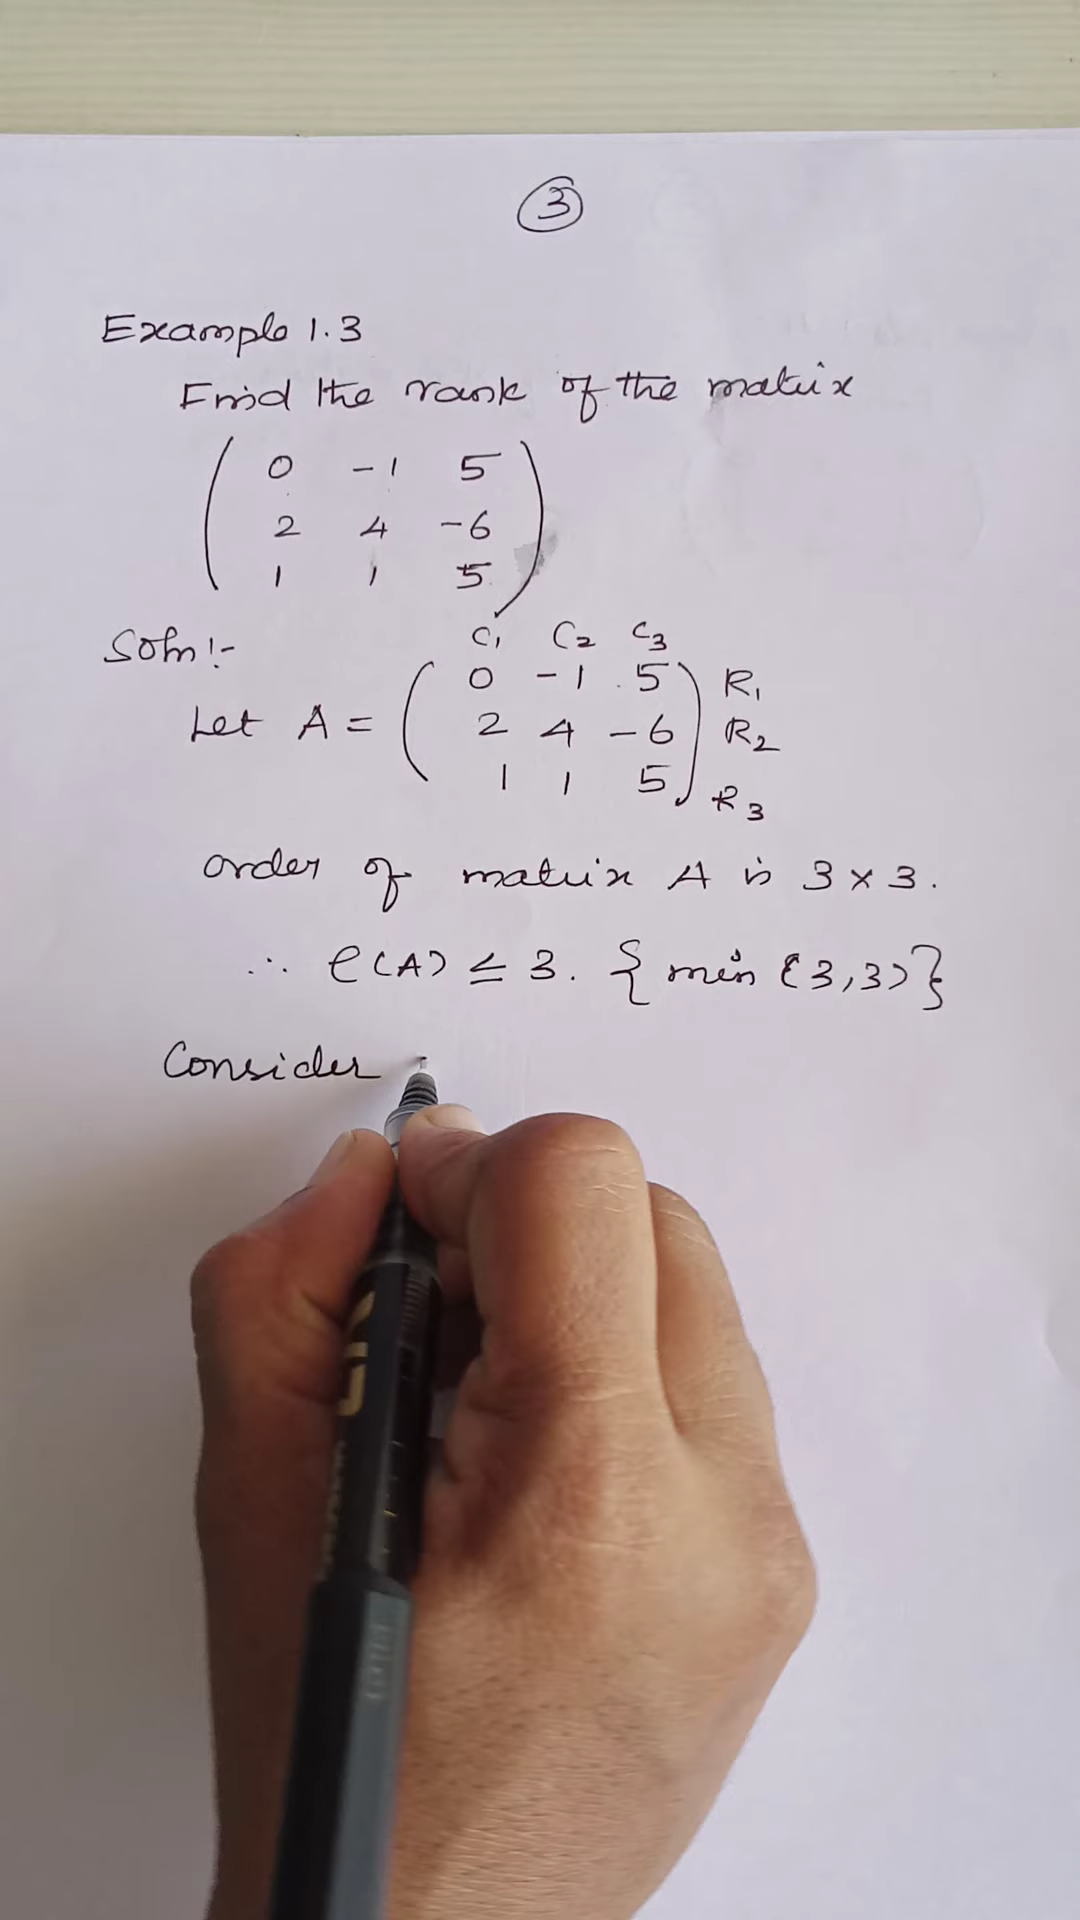 3
Example 1.3
Find the rank of the matrix
0 -1 5
2 4 -6
1 1 5
Soln:-
C1 C2 C3
0 -1 5 R1
Let A = 2 4 -6 R2
1 1 5 R3
order of matrix A is 3 × 3.
∴ ρ(A) ≤ 3. {min (3,3)}
Consider